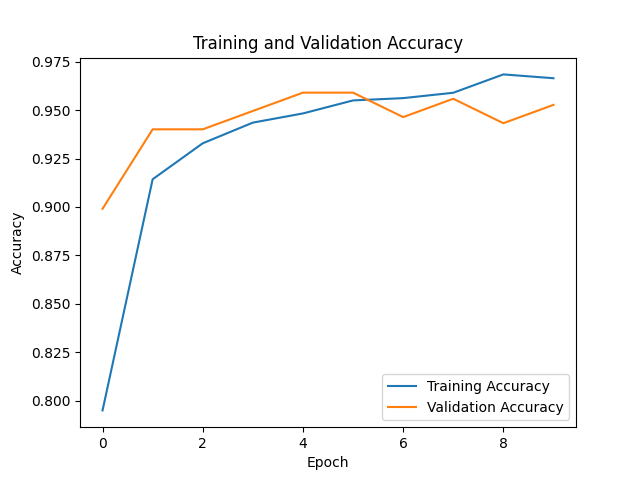 Training and Validation Accuracy
0.975
0.950
0.925
0.900
0.875
0.850
0.825
0.800
Accuracy
Training Accuracy
Validation Accuracy
0 2 4 6 8
Epoch